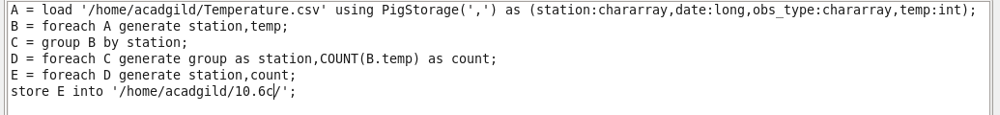 A = load '/home/acadgild/Temperature.csv' using PigStorage(',') as (station:chararray,date:long,obs_type:chararray,temp:int);
B = foreach A generate station,temp;
C = group B by station;
D = foreach C generate group as station,COUNT(B.temp) as count;
E = foreach D generate station,count;
store E into '/home/acadgild/10.6c/';